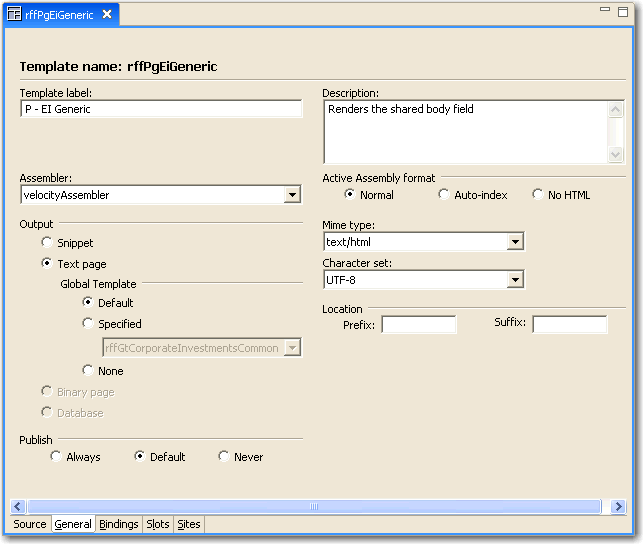 rffPgEiGeneric
Template name: rffPgEiGeneric
Template label:
P - EI Generic
Description:
Renders the shared body field
Assembler:
velocityAssembler
Active Assembly format
Normal Auto-index No HTML
Output
Snippet
Text page
Global Template
Default
Specified
rffGtCorporateInvestmentsCommon
None
Binary page
Database
Mime type:
text/html
Character set:
UTF-8
Location
Prefix: Suffix:
Publish
Always Default Never
Source General Bindings Slots Sites